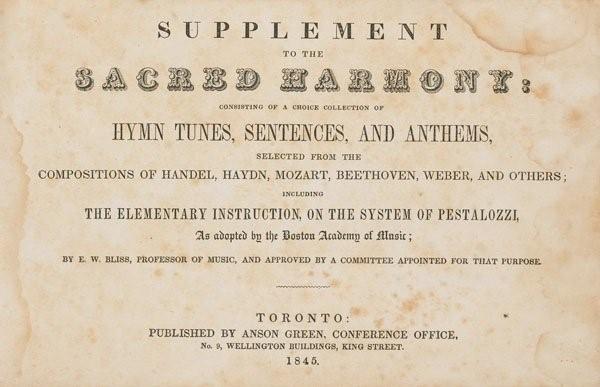 SUPPLEMENT
TO THE
SACRED HARMONY:
CONSISTING OF A CHOICE COLLECTION OF
HYMN TUNES, SENTENCES, AND ANTHEMS,
SELECTED FROM THE
COMPOSITIONS OF HANDEL, HAYDN, MOZART, BEETHOVEN, WEBER, AND OTHERS;
INCLUDING
THE ELEMENTARY INSTRUCTION, ON THE SYSTEM OF PESTALOZZI,
As adopted by the Boston Academy of Music;
BY E. W. BLISS, PROFESSOR OF MUSIC, AND APPROVED BY A COMMITTEE APPOINTED FOR THAT PURPOSE.
TORONTO:
PUBLISHED BY ANSON GREEN, CONFERENCE OFFICE,
No. 9, WELLINGTON BUILDINGS, KING STREET.
1845.